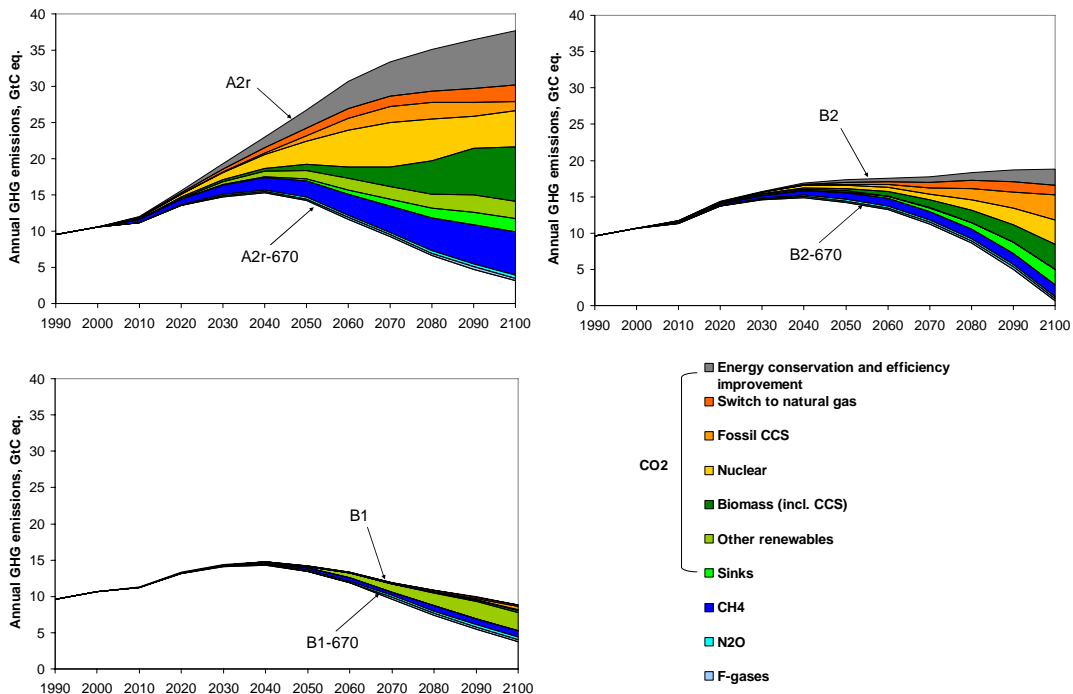 Annual GHG emissions, GtC eq.
40
35
30
25
20
15
10
5
0
A2r
A2r-670
1990 2000 2010 2020 2030 2040 2050 2060 2070 2080 2090 2100
Annual GHG emissions, GtC eq.
40
35
30
25
20
15
10
5
0
B2
B2-670
1990 2000 2010 2020 2030 2040 2050 2060 2070 2080 2090 2100
Annual GHG emissions, GtC eq.
40
35
30
25
20
15
10
5
0
B1
B1-670
1990 2000 2010 2020 2030 2040 2050 2060 2070 2080 2090 2100
CO2
Energy conservation and efficiency
improvement
Switch to natural gas
Fossil CCS
Nuclear
Biomass (incl. CCS)
Other renewables
Sinks
CH4
N2O
F-gases